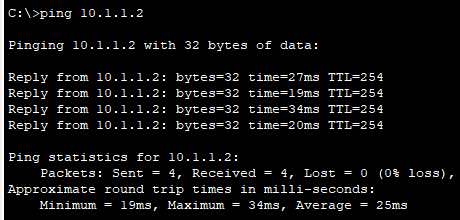 C:\>ping 10.1.1.2
Pinging 10.1.1.2 with 32 bytes of data:
Reply from 10.1.1.2: bytes=32 time=27ms TTL=254
Reply from 10.1.1.2: bytes=32 time=19ms TTL=254
Reply from 10.1.1.2: bytes=32 time=34ms TTL=254
Reply from 10.1.1.2: bytes=32 time=20ms TTL=254
Ping statistics for 10.1.1.2:
    Packets: Sent = 4, Received = 4, Lost = 0 (0% loss),
Approximate round trip times in milli-seconds:
    Minimum = 19ms, Maximum = 34ms, Average = 25ms